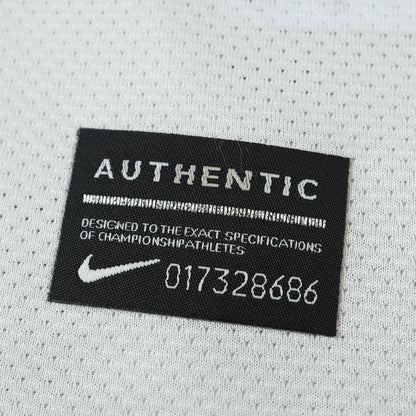 AUTHENTIC
DESIGNED TO THE EXACT SPECIFICATIONS
OF CHAMPIONSHIPATHLETES
017328686